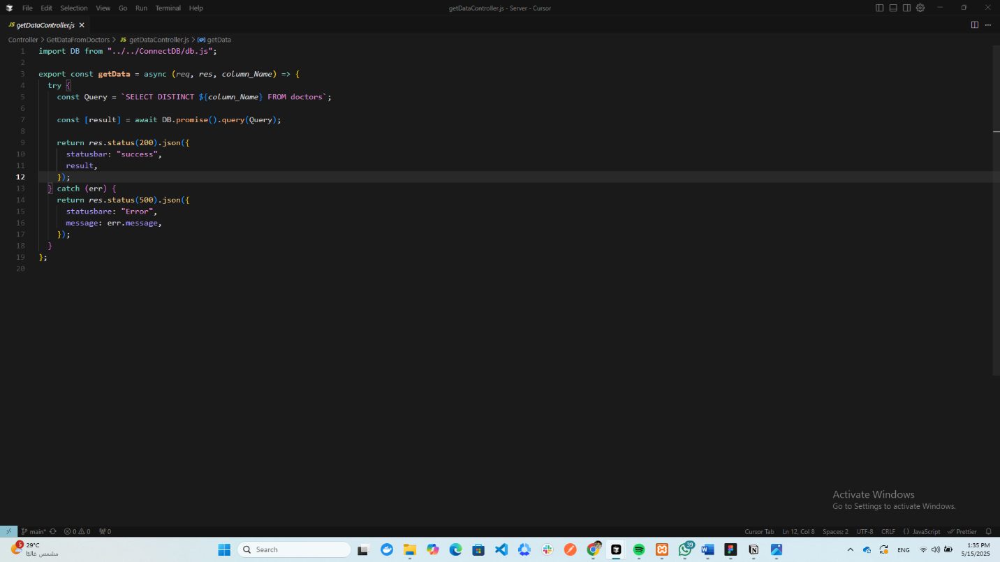 File Edit Selection View Go Run Terminal Help
getDataController.js - Server - Cursor
JS getDataController.js
Controller > GetDataFromDoctors > JS getDataController.js > getData
1 import DB from "../../ConnectDB/db.js";
2
3 export const getData = async (req, res, column_Name) => {
4 try {
5 const Query = `SELECT DISTINCT ${column_Name} FROM doctors`;
6
7 const [result] = await DB.promise().query(Query);
8
9 return res.status(200).json({
10 statusbar: "success",
11 result,
12 });
13 } catch (err) {
14 return res.status(500).json({
15 statusbare: "Error",
16 message: err.message,
17 });
18 }
19 };
20
Activate Windows
Go to Settings to activate Windows.
main* 0 0 0
Cursor Tab Ln 12, Col 8 Spaces: 2 UTF-8 CRLF {} JavaScript Prettier
5
29°C
مشمس غالبًا
Search
39
ENG
1:35 PM
5/15/2025